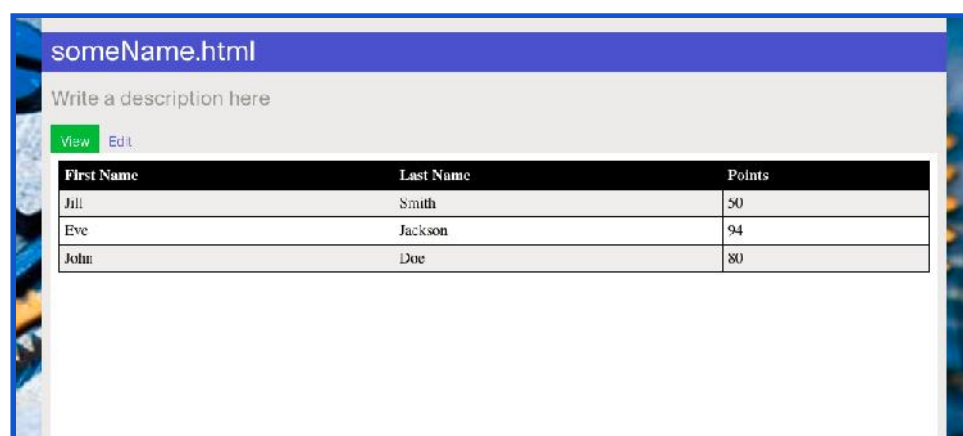 someName.html
Write a description here
View Edit
First Name Last Name Points
Jill Smith 50
Eve Jackson 94
John Doe 80